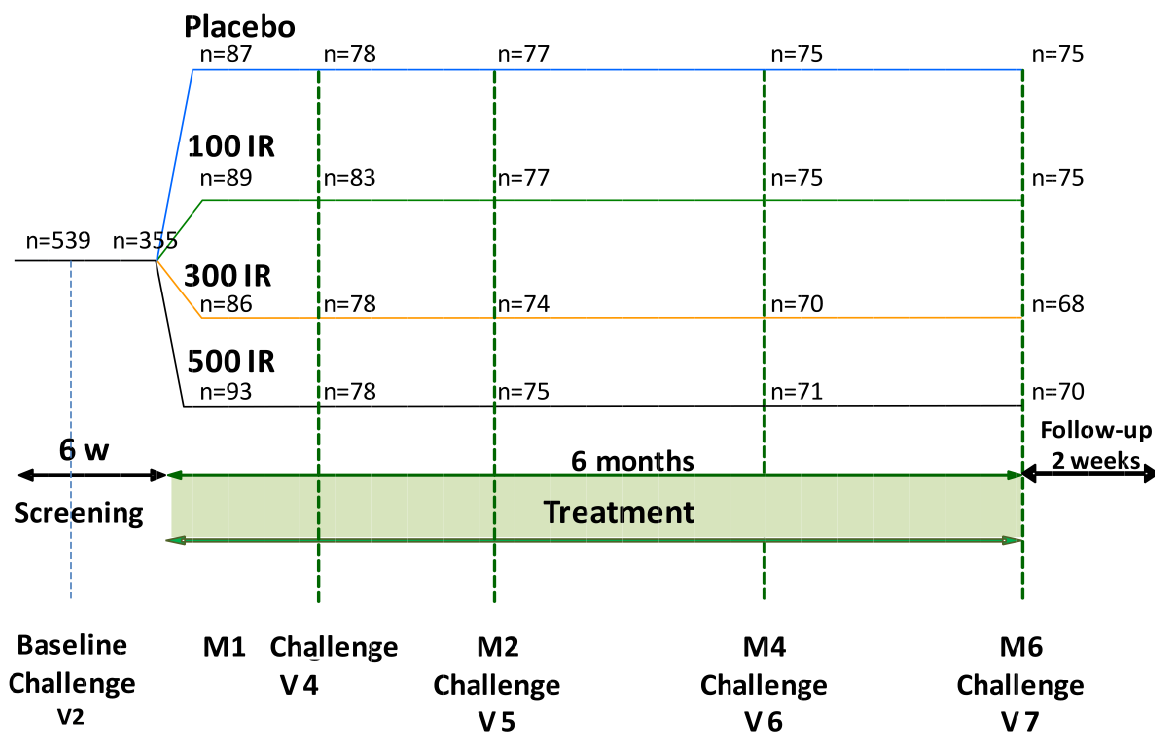 Placebo
n=87 n=78 n=77 n=75 n=75
100 IR
n=89 n=83 n=77 n=75 n=75
n=539 n=355
300 IR
n=86 n=78 n=74 n=70 n=68
500 IR
n=93 n=78 n=75 n=71 n=70
6 w 6 months Follow-up
2 weeks
Screening Treatment
Baseline M1 Challenge M2 M4 M6
Challenge V4 Challenge Challenge Challenge
V2 V5 V6 V7